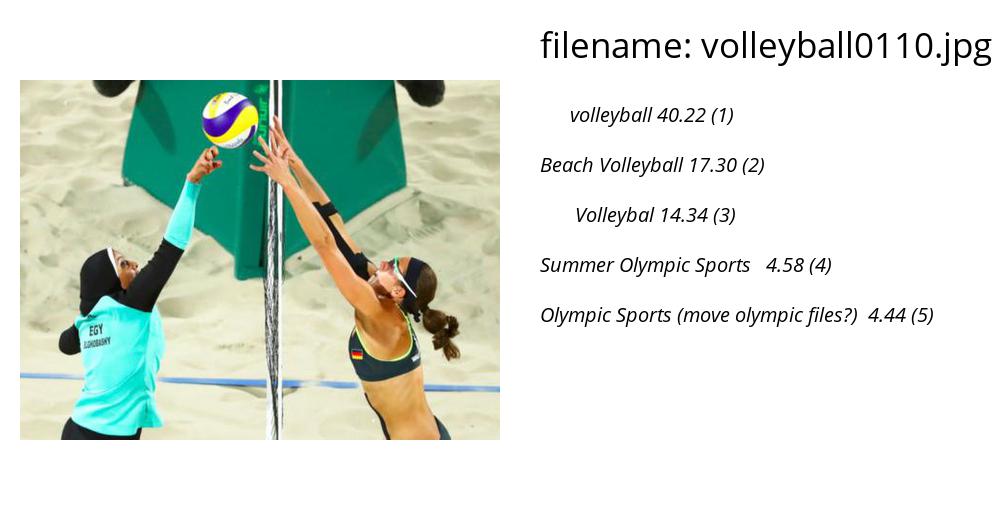 filename: volleyball0110.jpg
volleyball 40.22 (1)
Beach Volleyball 17.30 (2)
Volleybal 14.34 (3)
Summer Olympic Sports 4.58 (4)
Olympic Sports (move olympic files?) 4.44 (5)
EGY